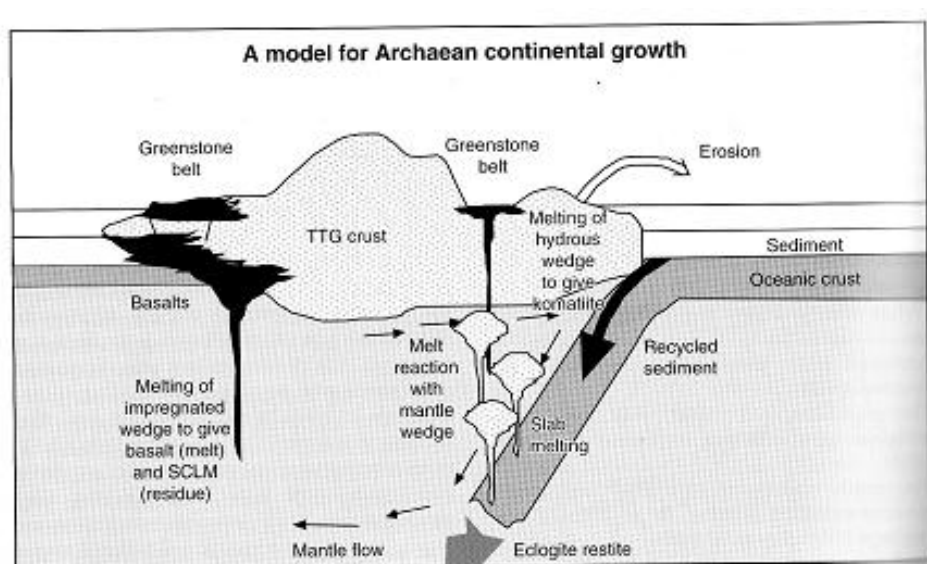 A model for Archaean continental growth
Greenstone
belt
Greenstone
belt
Erosion
TTG crust
Melting of
hydrous
wedge
to give
komatiite
Sediment
Oceanic crust
Basalts
Melt
reaction
with
mantle
wedge
Recycled
sediment
Melting of
impregnated
wedge to give
basalt (melt)
and SCLM
(residue)
Slab
melting
Mantle flow
Eclogite restite